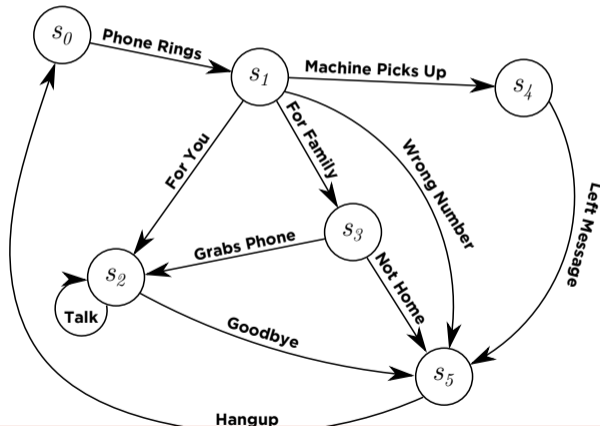 s0
Phone Rings
s1
Machine Picks Up
s4
For You
For Family
Wrong Number
Left Message
s3
Grabs Phone
Not Home
s2
Talk
Goodbye
s5
Hangup